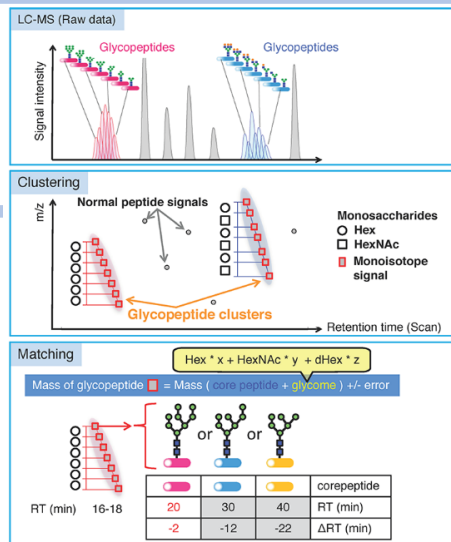 LC-MS (Raw data)
Glycopeptides
Glycopeptides
Signal intensity
Clustering
m/z
Normal peptide signals
Monosaccharides
Hex
HexNAc
Monoisotope
signal
Glycopeptide clusters
Retention time (Scan)
Matching
Hex * x + HexNAc * y + dHex * z
Mass of glycopeptide = Mass ( core peptide + glycome ) +/- error
or or
corepeptide
RT (min) 16-18
20 30 40 RT (min)
-2 -12 -22 ΔRT (min)